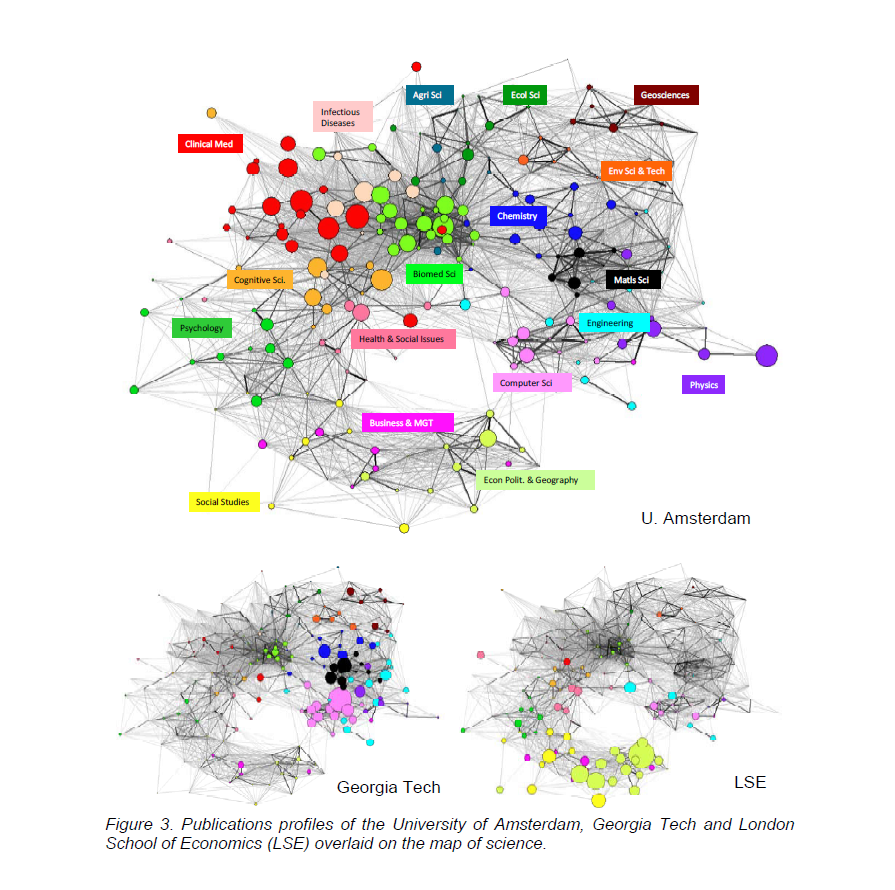 Agri Sci
Ecol Sci
Geosciences
Infectious
Diseases
Clinical Med
Env Sci & Tech
Chemistry
Cognitive Sci.
Biomed Sci
Matls Sci
Psychology
Health & Social Issues
Engineering
Computer Sci
Physics
Business & MGT
Econ Polit. & Geography
Social Studies
U. Amsterdam
Georgia Tech
LSE
Figure 3. Publications profiles of the University of Amsterdam, Georgia Tech and London
School of Economics (LSE) overlaid on the map of science.